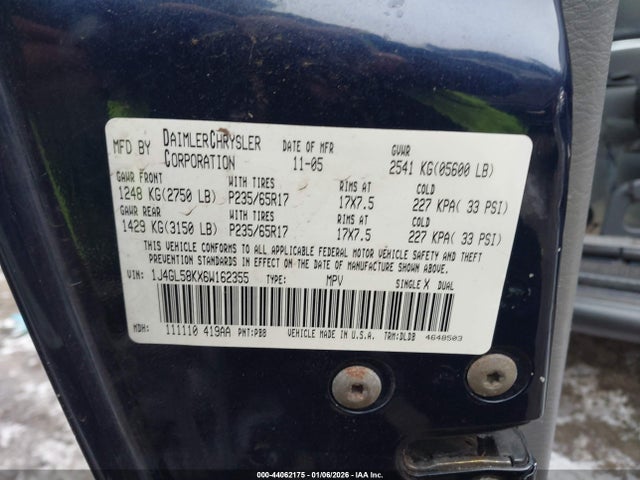 MFD BY DAIMLERCHRYSLER CORPORATION DATE OF MFR 11-05 GVWR 2541 KG(05600 LB)
GAWR FRONT WITH TIRES RIMS AT COLD
1248 KG(2750 LB) P235/65R17 17X7.5 227 KPA( 33 PSI)
GAWR REAR WITH TIRES RIMS AT COLD
1429 KG(3150 LB) P235/65R17 17X7.5 227 KPA( 33 PSI)
THIS VEHICLE CONFORMS TO ALL APPLICABLE FEDERAL MOTOR VEHICLE SAFETY AND THEFT
PREVENTION STANDARDS IN EFFECT ON THE DATE OF MANUFACTURE SHOWN ABOVE.
VIN: 1J4GL58KX6W162355 TYPE: MPV SINGLE X DUAL
MDH: 111110 419AA PNT:PB8 VEHICLE MADE IN U.S.A. TRM:DLDB 4648503
000-44062175 - 01/06/2026 - IAAI.COM